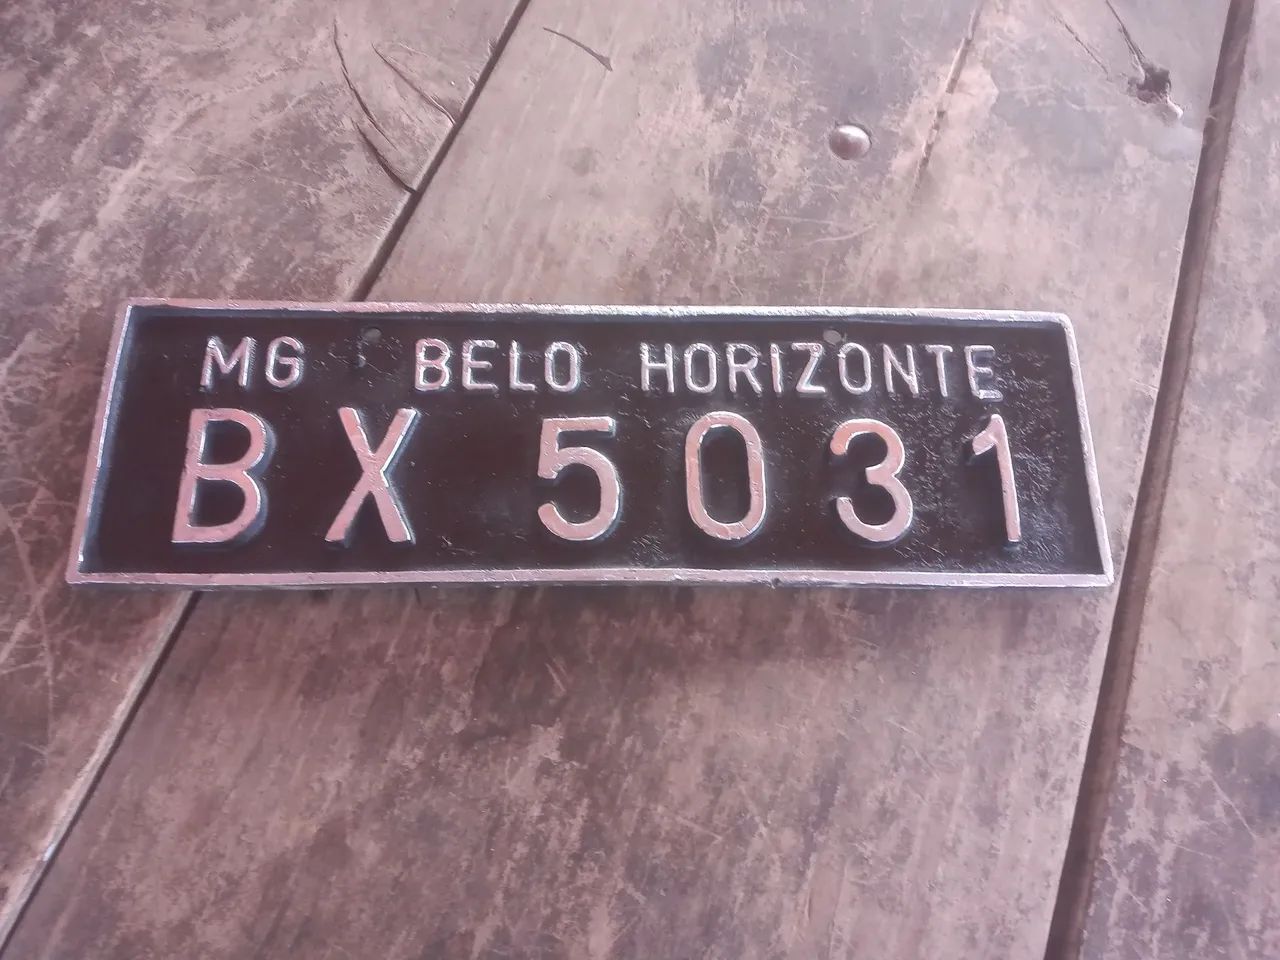 MG BELO HORIZONTE
BX 5031